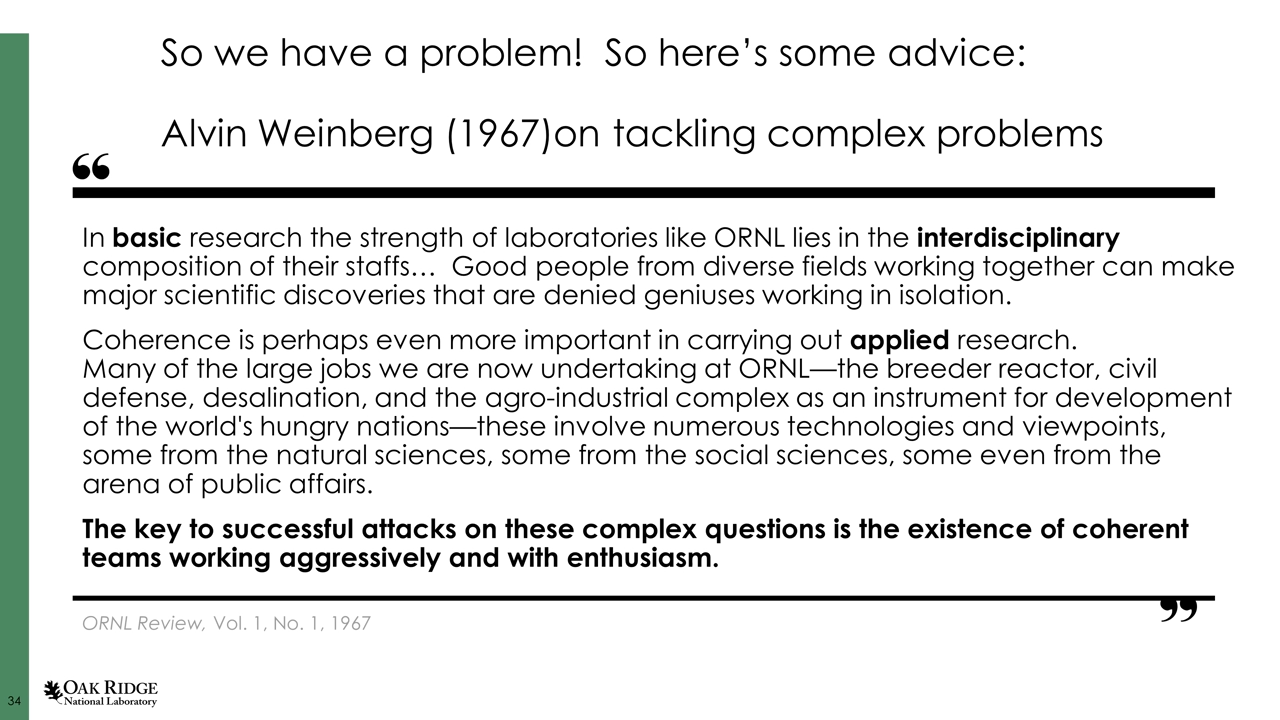 So we have a problem!  So here’s some advice:
Alvin Weinberg (1967)on tackling complex problems
“
In basic research the strength of laboratories like ORNL lies in the interdisciplinary
composition of their staffs…  Good people from diverse fields working together can make
major scientific discoveries that are denied geniuses working in isolation.
Coherence is perhaps even more important in carrying out applied research.
Many of the large jobs we are now undertaking at ORNL—the breeder reactor, civil
defense, desalination, and the agro-industrial complex as an instrument for development
of the world's hungry nations—these involve numerous technologies and viewpoints,
some from the natural sciences, some from the social sciences, some even from the
arena of public affairs.
The key to successful attacks on these complex questions is the existence of coherent
teams working aggressively and with enthusiasm.
”
ORNL Review, Vol. 1, No. 1, 1967
34
OAK RIDGE
National Laboratory